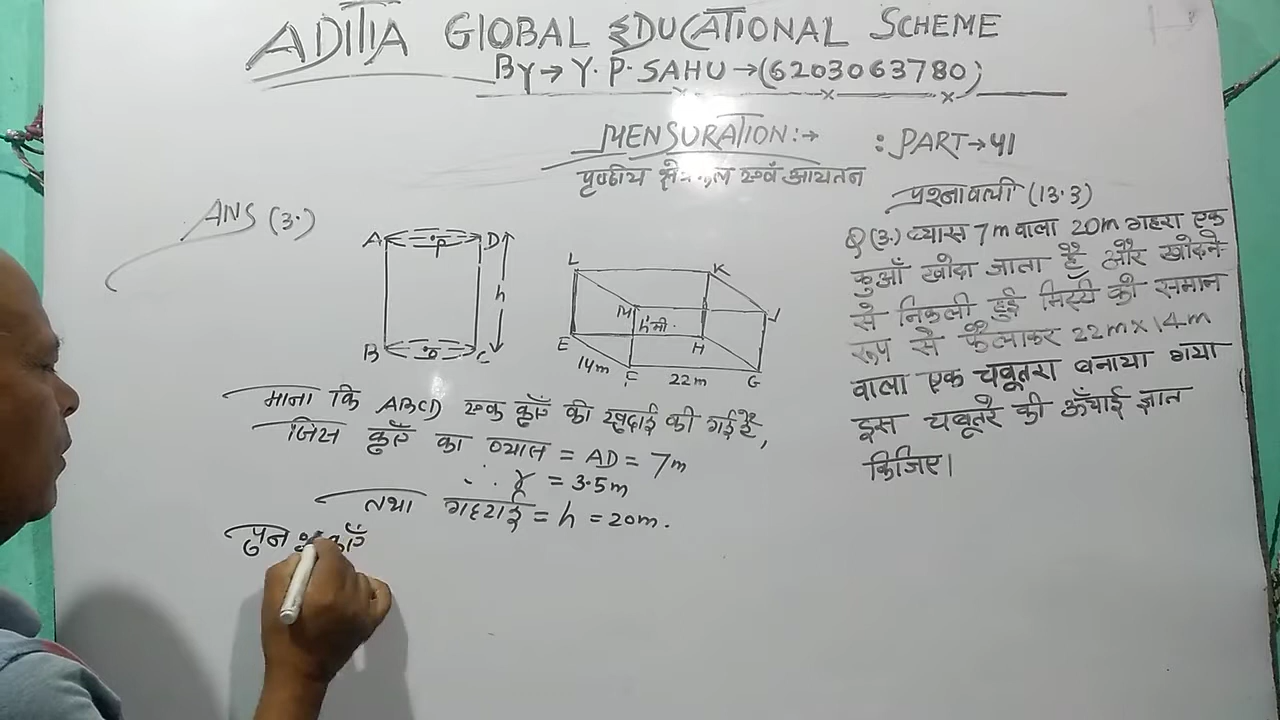 ADITIA GLOBAL EDUCATIONAL SCHEME
BY→Y.P.SAHU→(6203063780)
MENSURATION:→ : PART→41
पृष्ठीय क्षेत्रफल एवं आयतन
प्रश्नावली (13.3)
ANS (3.)
A P D
h
B O C
L K
M h'मी. J
E H
14m F 22m G
माना कि ABCD एक कुएँ की खुदाई की गई है,
जिस कुएँ का व्यास = AD = 7m
∴ r = 3.5m
तथा गहराई = h = 20m.
पुनः कुएँ
Q(3.) व्यास 7m वाला 20m गहरा एक
कुआँ खोदा जाता है और खोदने
से निकली हुई मिट्टी को समान
रूप से फैलाकर 22m×14m
वाला एक चबूतरा बनाया गया
इस चबूतरे की ऊँचाई ज्ञात
किजिए।